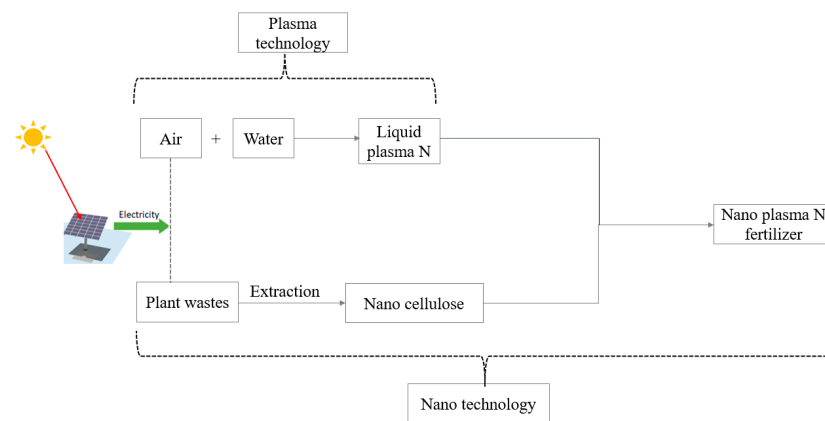 Plasma
technology
Air
+
Water
Liquid
plasma N
Electricity
Nano plasma N
fertilizer
Plant wastes
Extraction
Nano cellulose
Nano technology